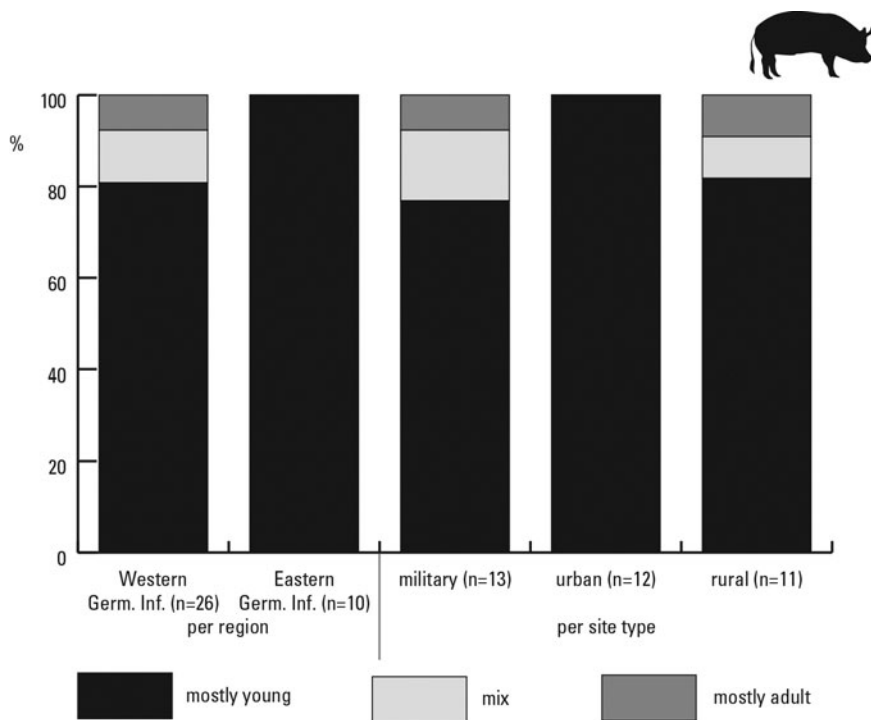 100
%
80
60
40
20
0
Western
Germ. Inf. (n=26)
Eastern
Germ. Inf. (n=10)
military (n=13)
urban (n=12)
rural (n=11)
per region
per site type
mostly young
mix
mostly adult